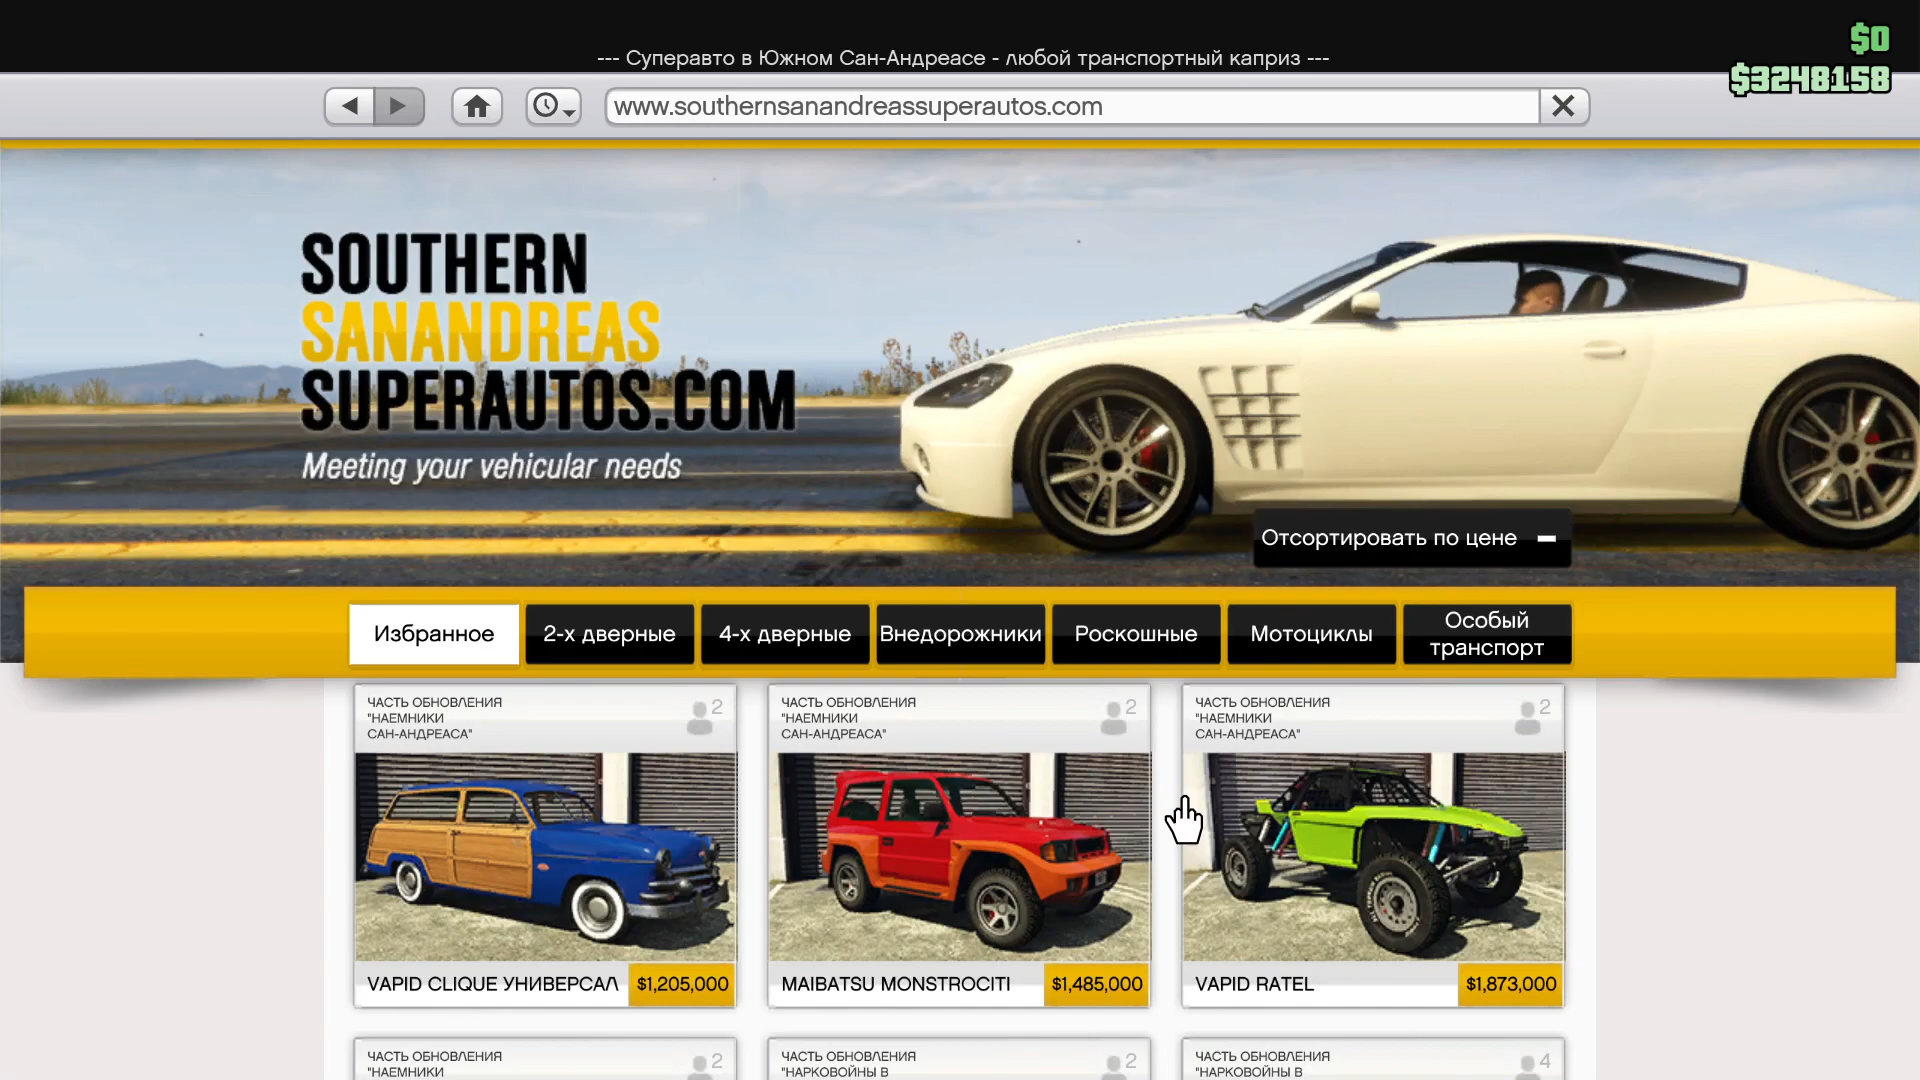 $0
--- Суперавто в Южном Сан-Андреасе - любой транспортный каприз ---
$3248158
www.southernsanandreassuperautos.com
SOUTHERN
SANANDREAS
SUPERAUTOS.COM
Meeting your vehicular needs
Отсортировать по цене
Избранное
2-х дверные
4-х дверные
Внедорожники
Роскошные
Мотоциклы
Особый
транспорт
ЧАСТЬ ОБНОВЛЕНИЯ
"НАЕМНИКИ
САН-АНДРЕАСА"
2
VAPID CLIQUE УНИВЕРСАЛ
$1,205,000
ЧАСТЬ ОБНОВЛЕНИЯ
"НАЕМНИКИ
САН-АНДРЕАСА"
2
MAIBATSU MONSTROCITI
$1,485,000
ЧАСТЬ ОБНОВЛЕНИЯ
"НАЕМНИКИ
САН-АНДРЕАСА"
2
VAPID RATEL
$1,873,000
ЧАСТЬ ОБНОВЛЕНИЯ
"НАЕМНИКИ
2
ЧАСТЬ ОБНОВЛЕНИЯ
"НАРКОВОЙНЫ В
2
ЧАСТЬ ОБНОВЛЕНИЯ
"НАРКОВОЙНЫ В
4